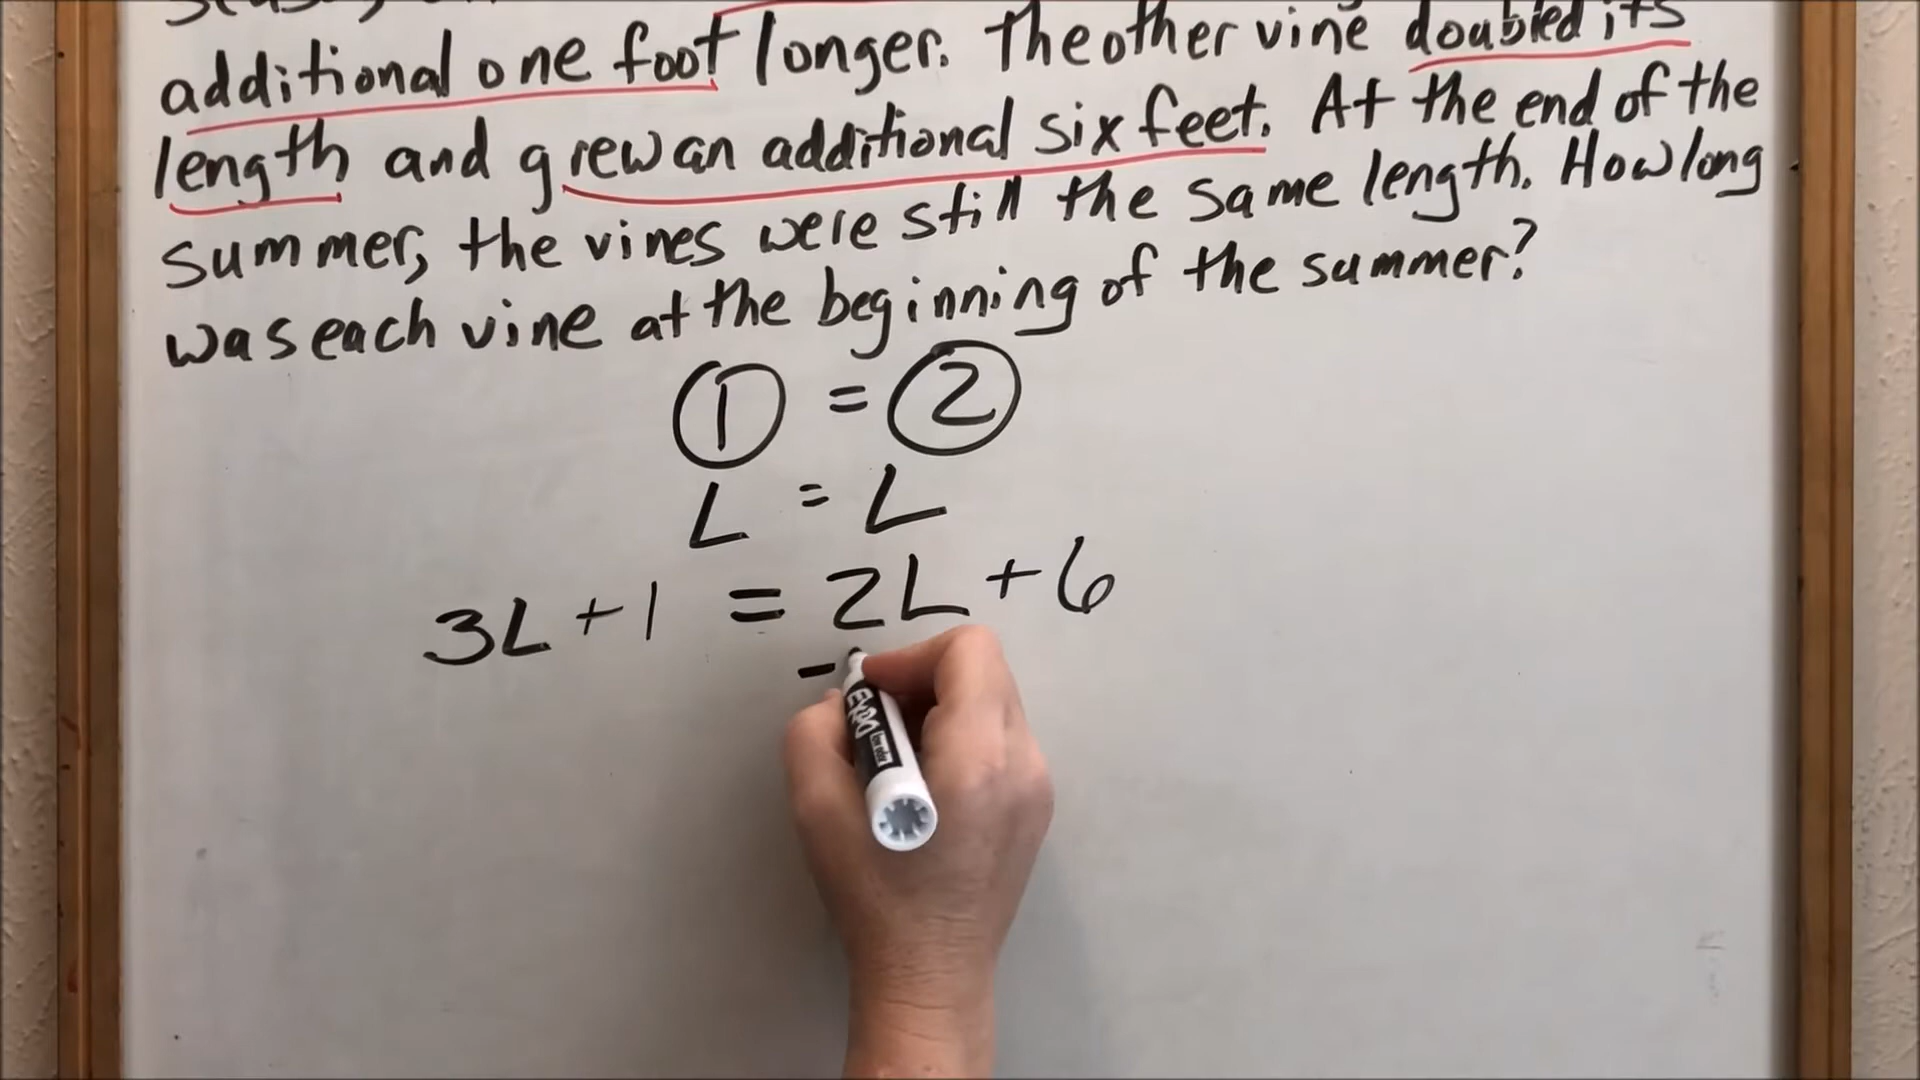 additional one foot longer. The other vine doubled its
length and grew an additional six feet. At the end of the
summer, the vines were still the same length. How long
was each vine at the beginning of the summer?
1 = 2
L = L
3L + 1 = 2L + 6
-
EXPO